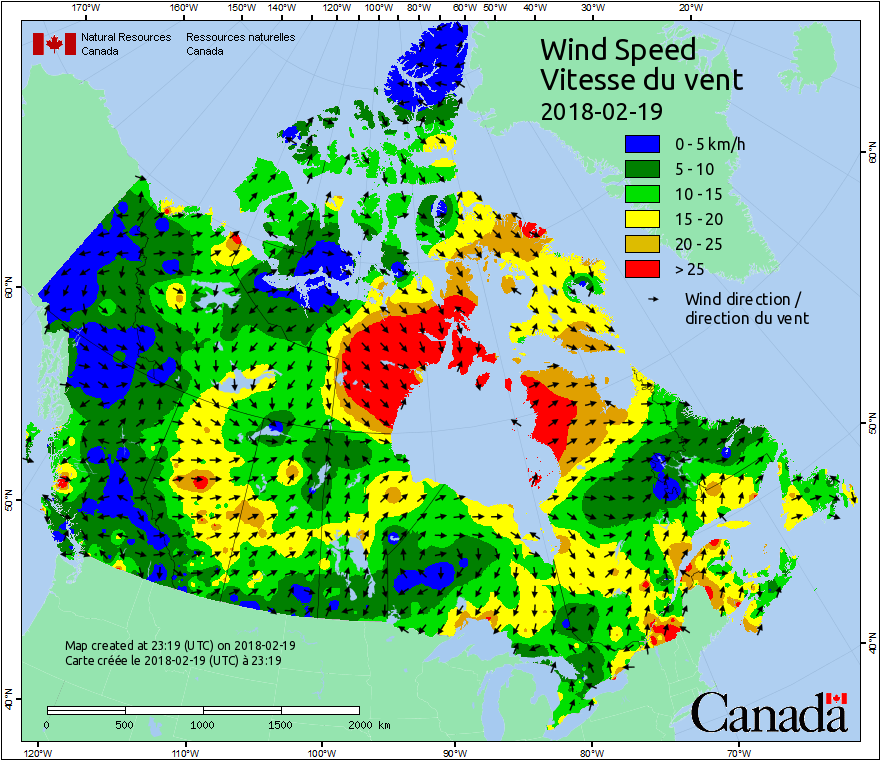 170°W 160°W 150°W 140°W 130°W 120°W 110°W 100°W 90°W 80°W 70°W 60°W 50°W 40°W 30°W 20°W
Natural Resources Canada
Ressources naturelles Canada
Wind Speed
Vitesse du vent
2018-02-19
0 - 5 km/h
5 - 10
10 - 15
15 - 20
20 - 25
> 25
Wind direction /
direction du vent
60°N
60°N
50°N
50°N
40°N
40°N
Map created at 23:19 (UTC) on 2018-02-19
Carte créée le 2018-02-19 (UTC) à 23:19
0 500 1000 1500 2000 km
Canada
120°W 110°W 100°W 90°W 80°W 70°W